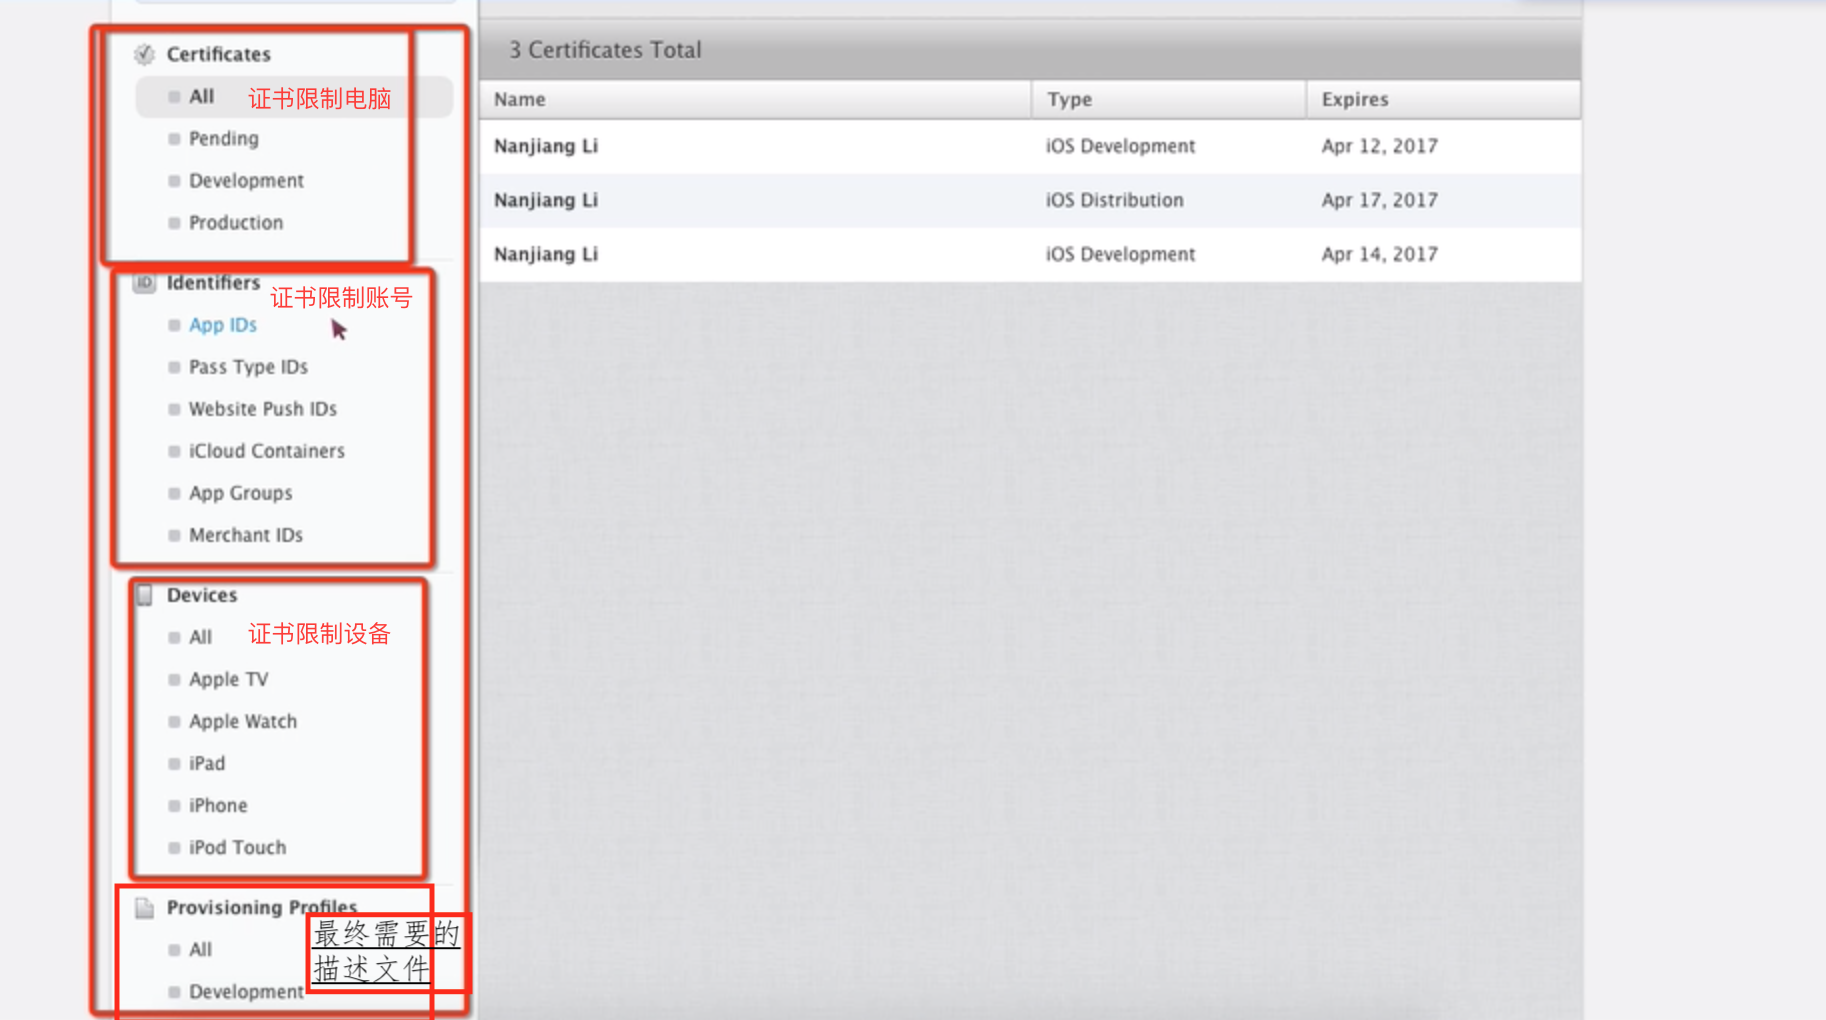 Certificates
All 证书限制电脑
Pending
Development
Production
Identifiers
证书限制账号
App IDs
Pass Type IDs
Website Push IDs
iCloud Containers
App Groups
Merchant IDs
Devices
All 证书限制设备
Apple TV
Apple Watch
iPad
iPhone
iPod Touch
Provisioning Profiles
最终需要的
All
描述文件
Development
3 Certificates Total
Name Type Expires
Nanjiang Li iOS Development Apr 12, 2017
Nanjiang Li iOS Distribution Apr 17, 2017
Nanjiang Li iOS Development Apr 14, 2017